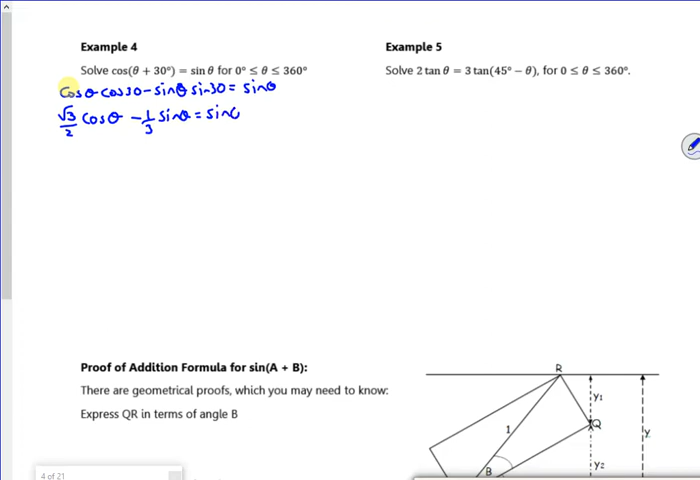 Example 4
Solve cos(θ + 30°) = sin θ for 0° ≤ θ ≤ 360°
cosθ cos30 - sinθ sin30 = sinθ
√3/2 cosθ - 1/3 sinθ = sin
Example 5
Solve 2 tan θ = 3 tan(45° − θ), for 0 ≤ θ ≤ 360°.
Proof of Addition Formula for sin(A + B):
There are geometrical proofs, which you may need to know:
Express QR in terms of angle B
R
y₁
1
Q
y
B
y₂
4 of 21